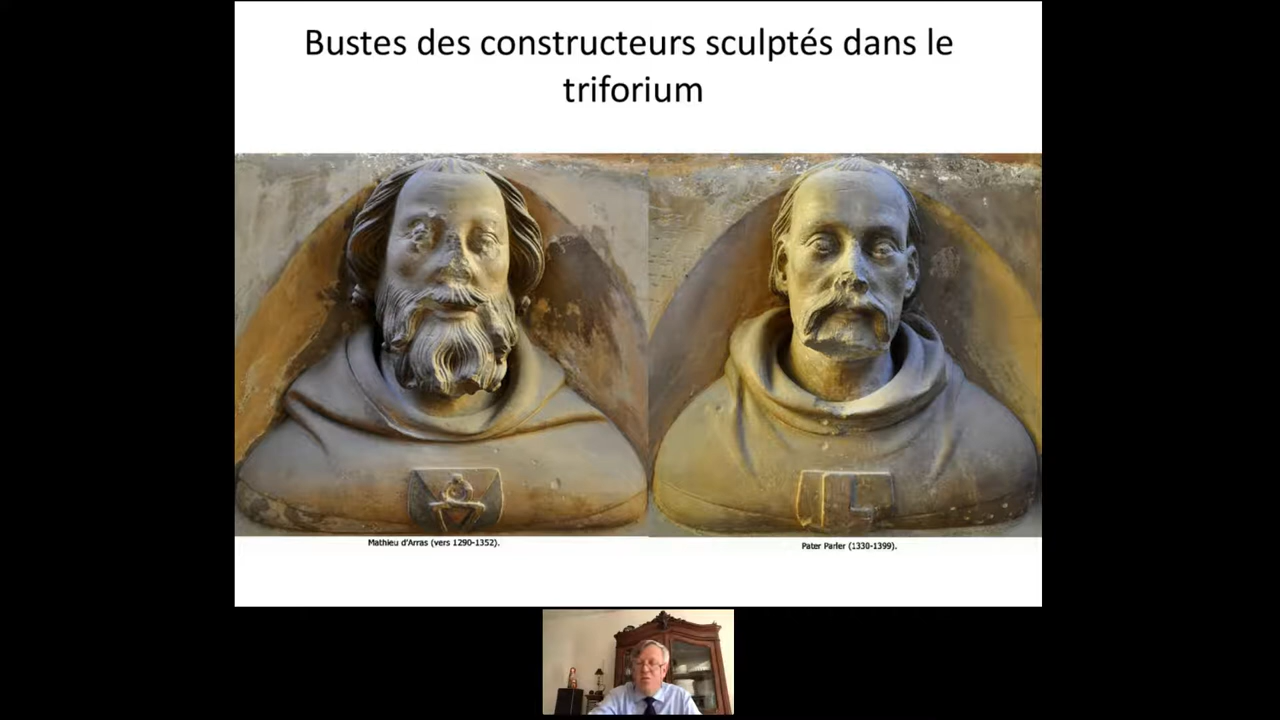 Bustes des constructeurs sculptés dans le
triforium
Mathieu d'Arras (vers 1290-1352).
Pater Parler (1330-1399).